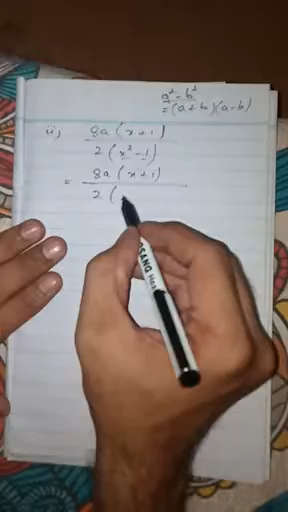 a² - b²
= (a + b)(a - b)
ii) 8a (x+1)
2 (x² - 1)
= 8a (x+1)
2 (